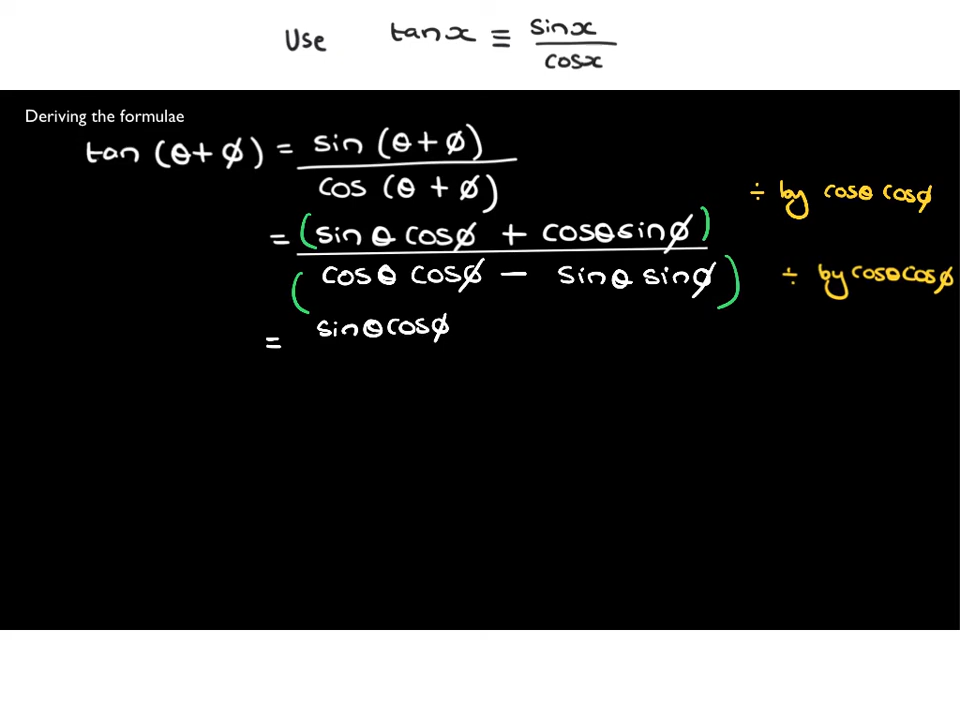 Use tan x ≡ sin x / cos x
Deriving the formulae
tan (θ + φ) = sin (θ + φ) / cos (θ + φ)
÷ by cosθ cosφ
= (sin θ cosφ + cosθ sinφ) / (cosθ cosφ − sinθ sinφ)
÷ by cosθ cosφ
= sinθ cosφ